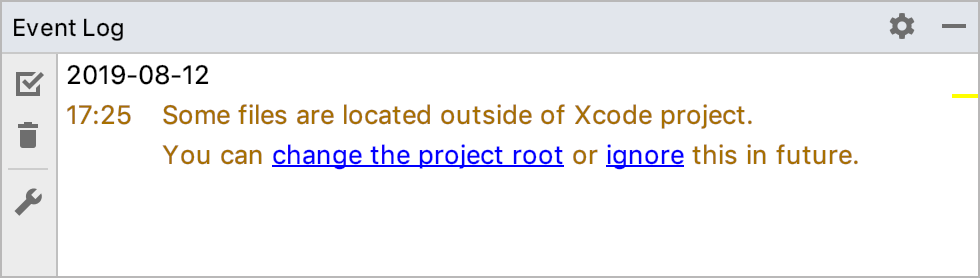 Event Log
2019-08-12
17:25 Some files are located outside of Xcode project.
You can change the project root or ignore this in future.